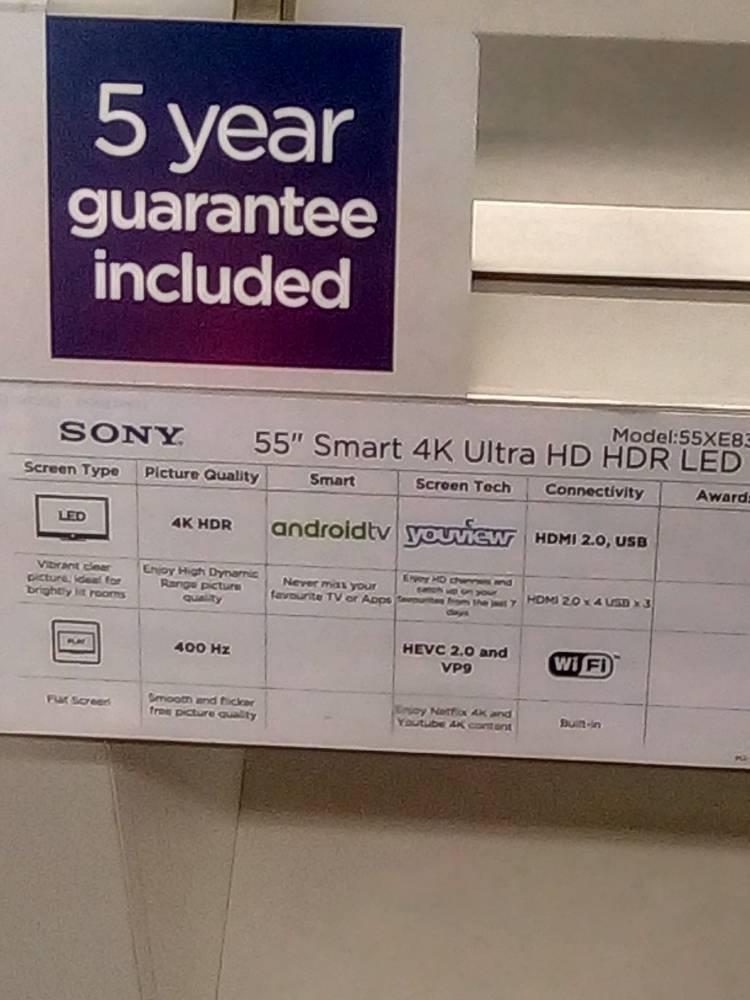 5 year
guarantee
included
SONY
Model:55XE83
55" Smart 4K Ultra HD HDR LED
Screen Type
Picture Quality
Smart
Screen Tech
Connectivity
Award
LED
4K HDR
androidtv
youview
HDMI 2.0, USB
Vibrant clear
picture, ideal for
brightly lit rooms
Enjoy High Dynamic
Range picture
quality
Never miss your
favourite TV or Apps
Enjoy HD channels and
catch up on your
favourites from the last 7
days
HDMI 2.0 x 4 USB x 3
FLAT
400 Hz
HEVC 2.0 and
VP9
WiFi™
Flat Screen
Smooth and flicker
free picture quality
Enjoy Netflix 4K and
Youtube 4K content
Built-in